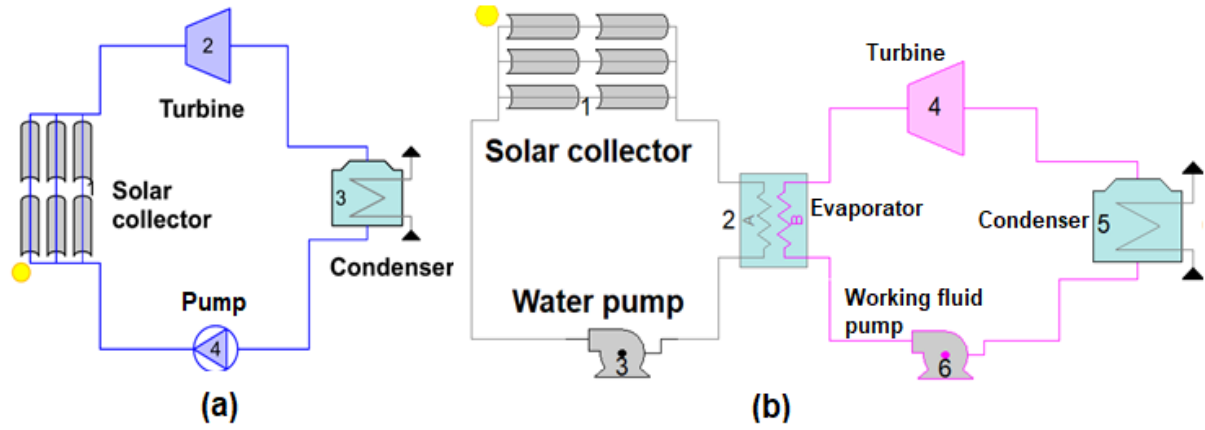 2
Turbine
1
Solar
collector
3
Condenser
Pump
4
(a)
1
Solar collector
Turbine
4
2
A
B
Evaporator
Condenser
5
Water pump
3
Working fluid
pump
6
(b)